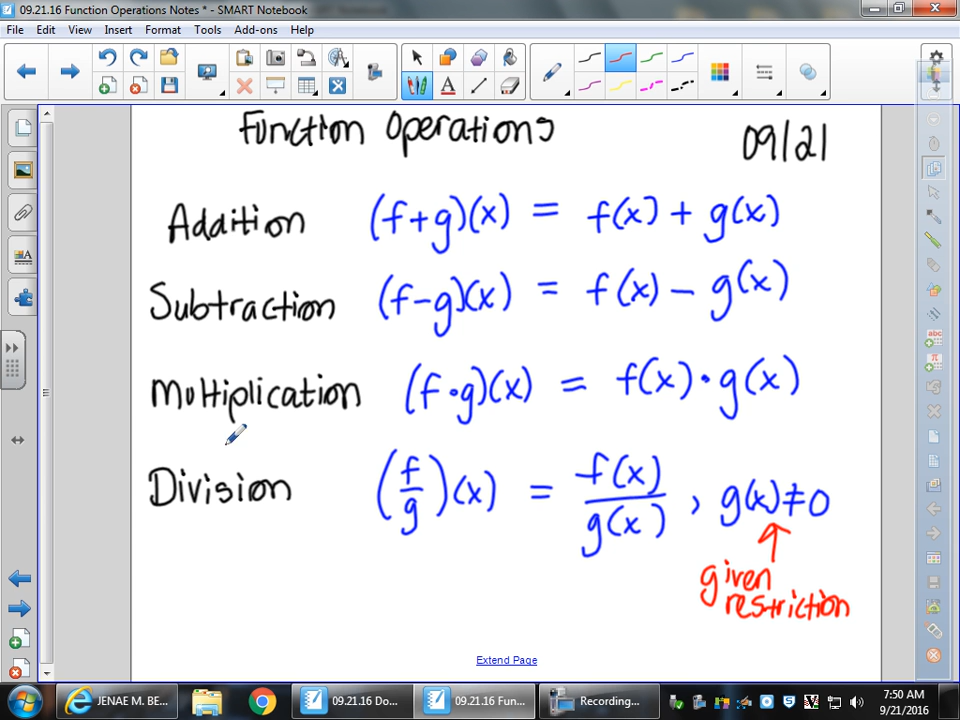 09.21.16 Function Operations Notes * - SMART Notebook
File Edit View Insert Format Tools Add-ons Help
Function Operations 09/21
Addition (f+g)(x) = f(x) + g(x)
Subtraction (f-g)(x) = f(x) - g(x)
Multiplication (f·g)(x) = f(x)·g(x)
Division (f/g)(x) = f(x)/g(x), g(x)≠0
given
restriction
Extend Page
JENAE M. BE... 09.21.16 Do... 09.21.16 Fun... Recording...
7:50 AM
9/21/2016